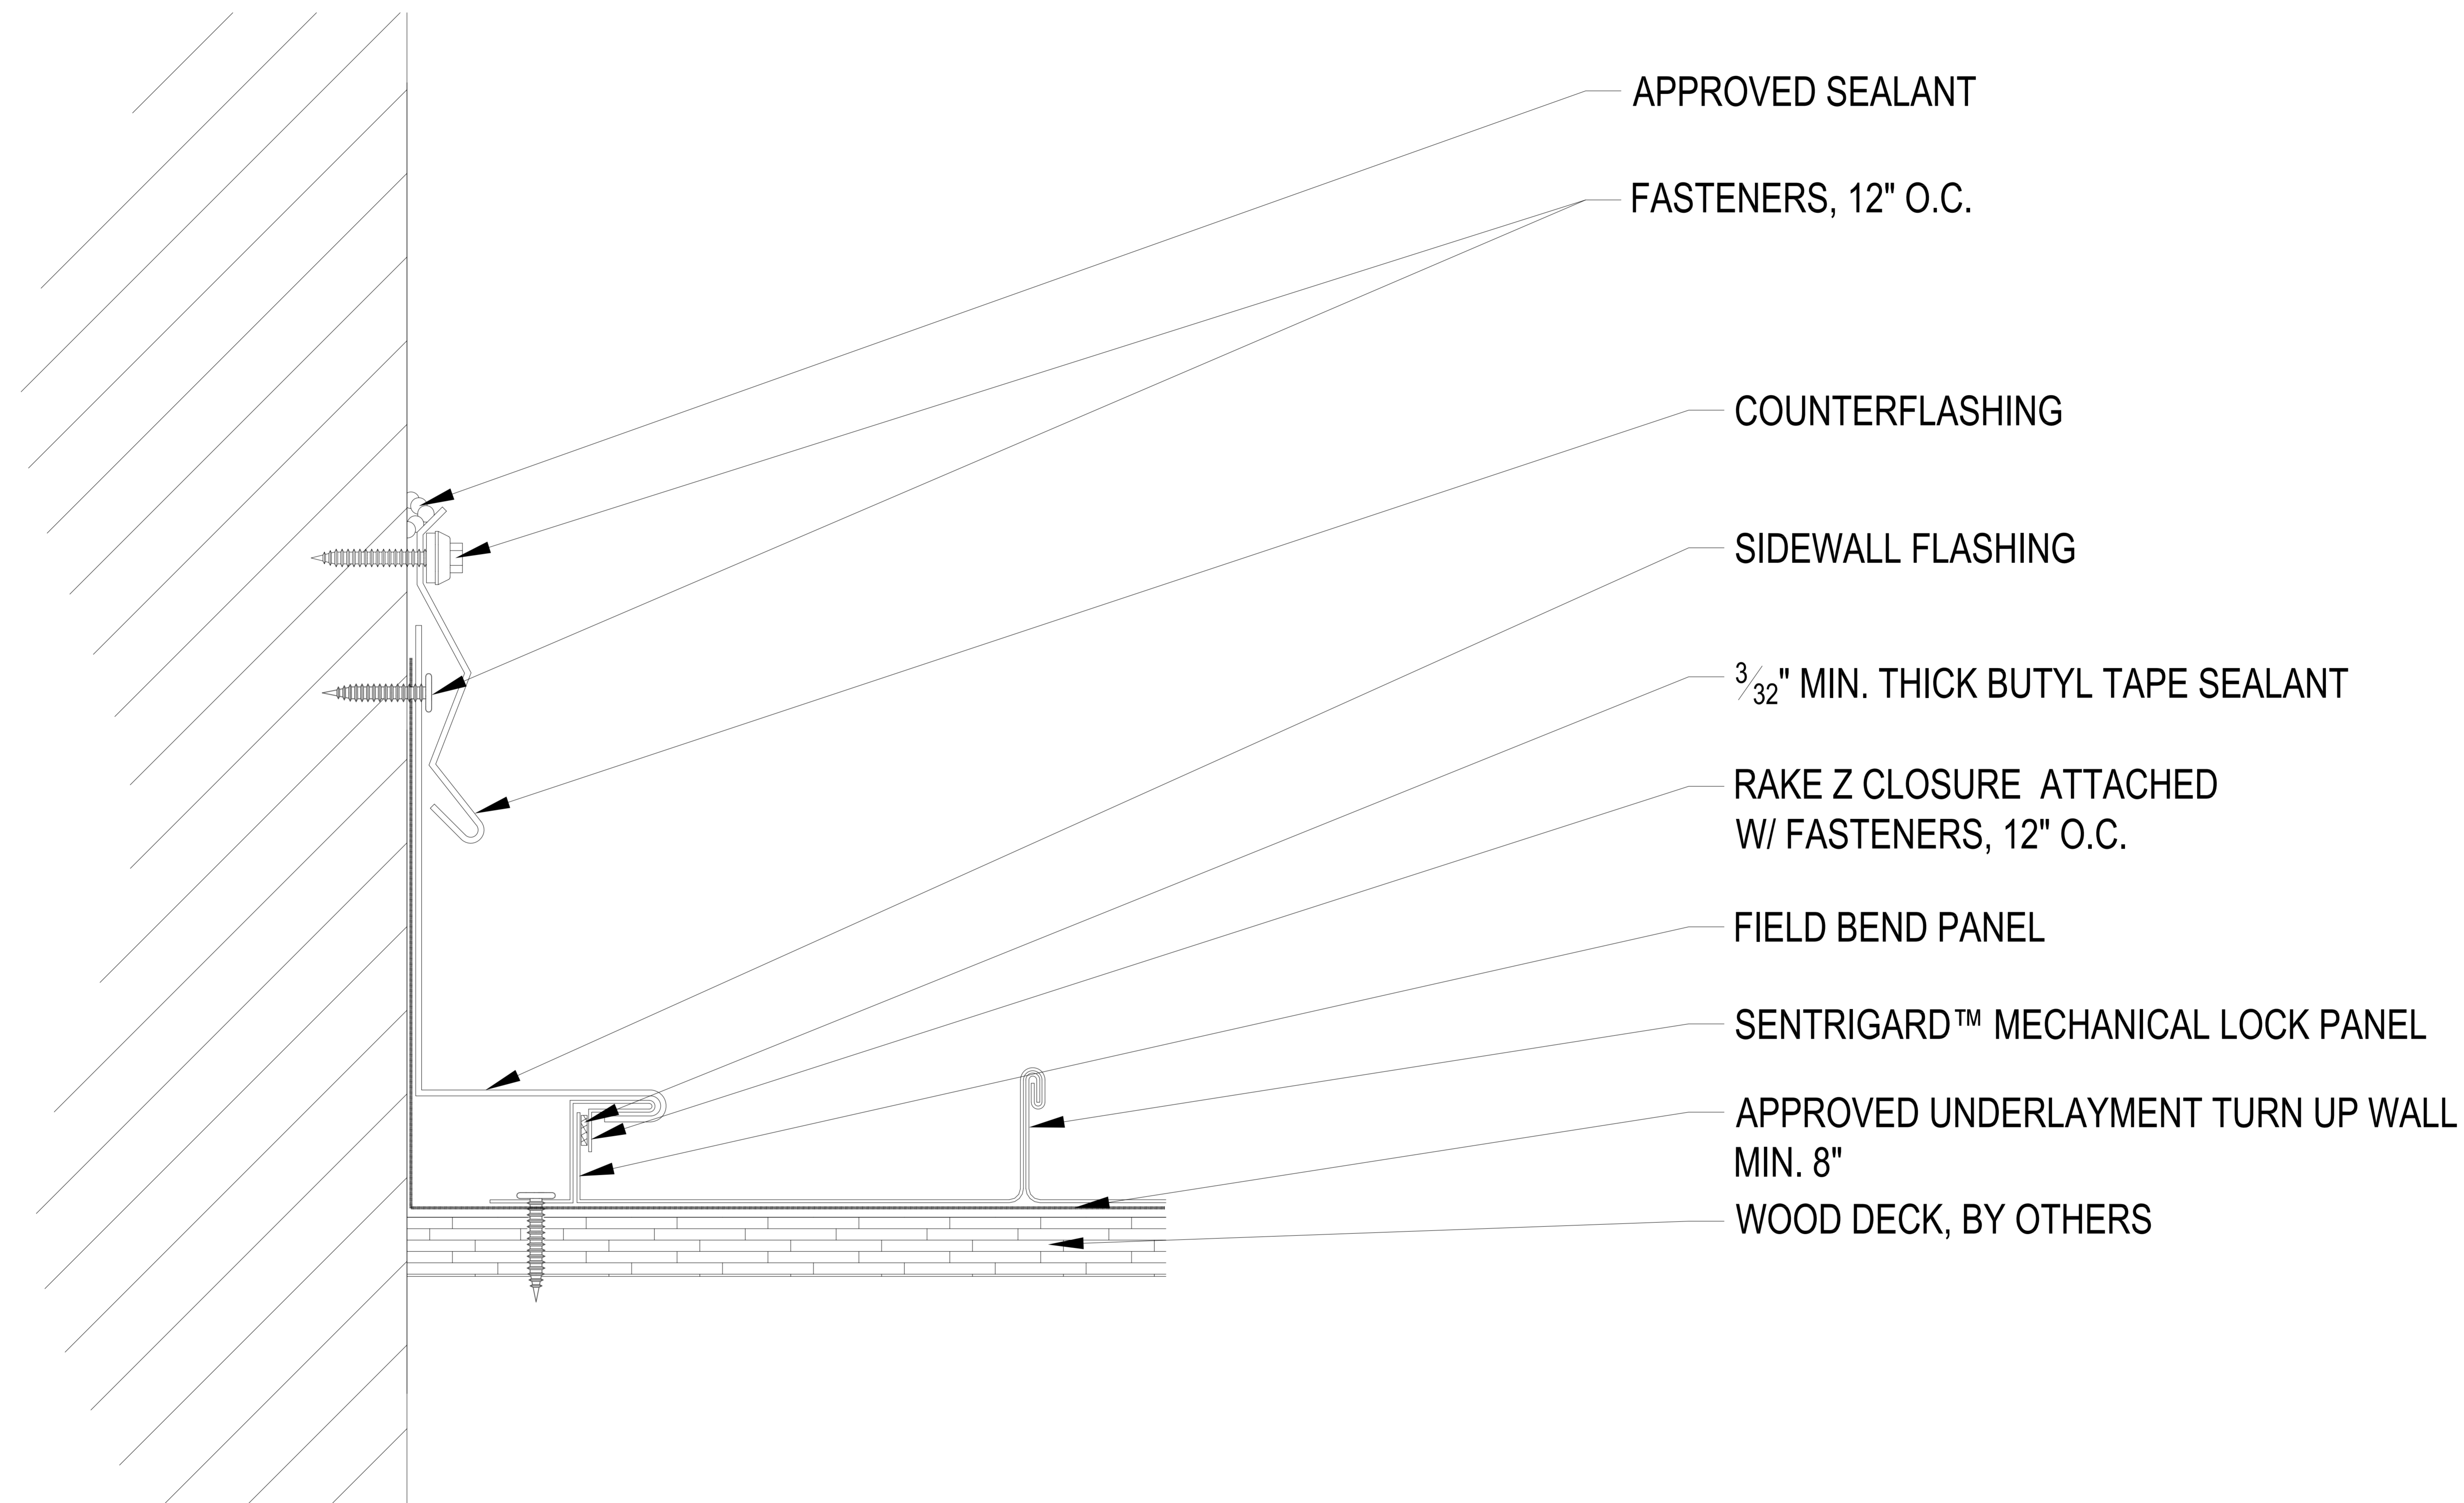 APPROVED SEALANT
FASTENERS, 12" O.C.
COUNTERFLASHING
SIDEWALL FLASHING
3/32" MIN. THICK BUTYL TAPE SEALANT
RAKE Z CLOSURE  ATTACHED
W/ FASTENERS, 12" O.C.
FIELD BEND PANEL
SENTRIGARD™ MECHANICAL LOCK PANEL
APPROVED UNDERLAYMENT TURN UP WALL
MIN. 8"
WOOD DECK, BY OTHERS